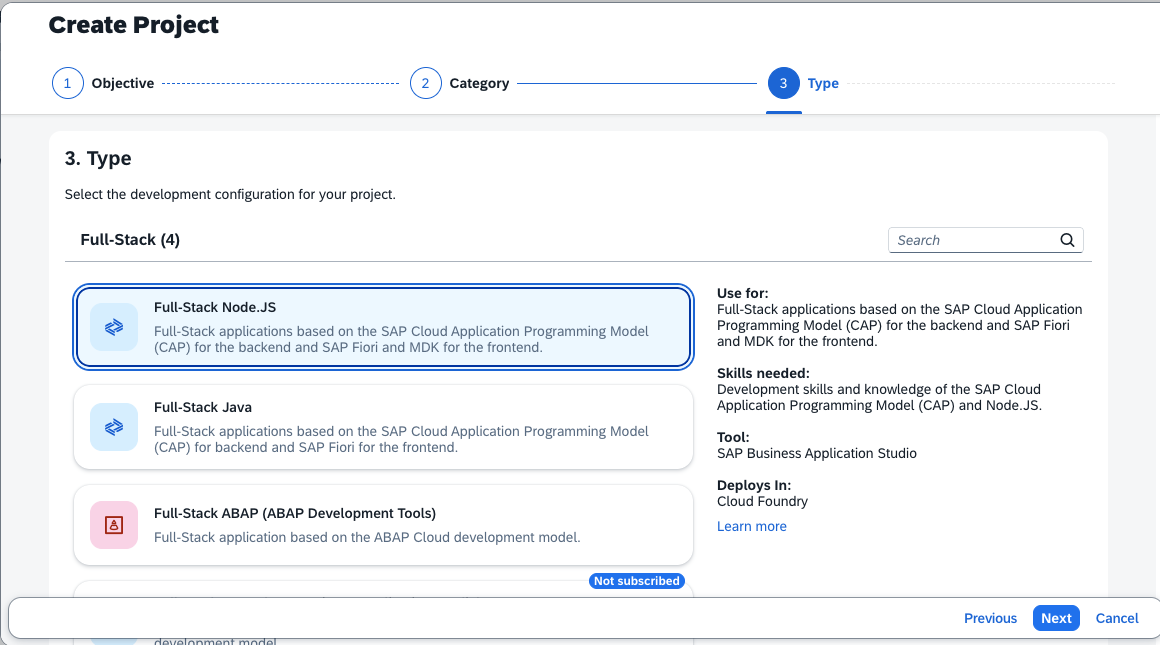 Create Project
1 Objective
2 Category
3 Type
3. Type
Select the development configuration for your project.
Full-Stack (4)
Search
Full-Stack Node.JS
Full-Stack applications based on the SAP Cloud Application Programming Model
(CAP) for the backend and SAP Fiori and MDK for the frontend.
Full-Stack Java
Full-Stack applications based on the SAP Cloud Application Programming Model
(CAP) for backend and SAP Fiori for the frontend.
Full-Stack ABAP (ABAP Development Tools)
Full-Stack application based on the ABAP Cloud development model.
Not subscribed
development model.
Use for:
Full-Stack applications based on the SAP Cloud Application
Programming Model (CAP) for the backend and SAP Fiori
and MDK for the frontend.
Skills needed:
Development skills and knowledge of the SAP Cloud
Application Programming Model (CAP) and Node.JS.
Tool:
SAP Business Application Studio
Deploys In:
Cloud Foundry
Learn more
Previous
Next
Cancel